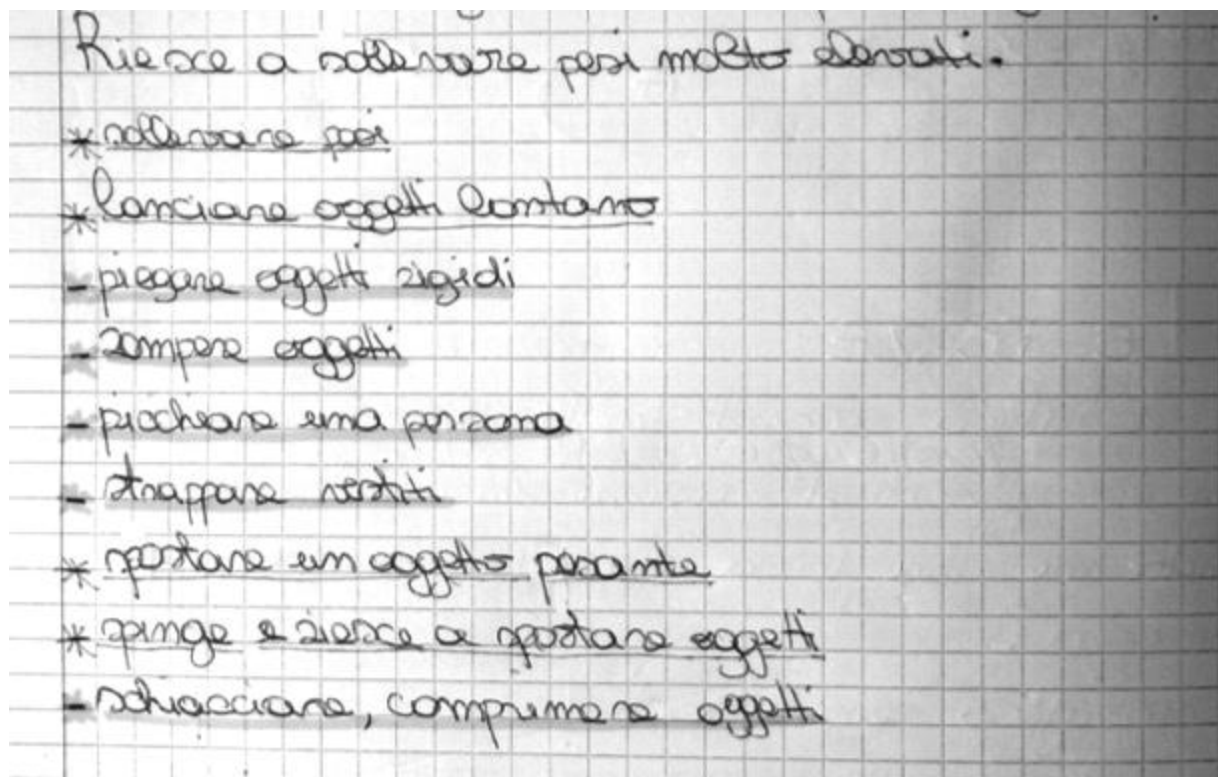 Riesce a sollevare pesi molto elevati.
* sollevare pesi
* lanciare oggetti lontano
- piegare oggetti rigidi
- rompere oggetti
- picchiare una persona
- strappare vestiti
* spostare un oggetto pesante
* spinge e riesce a spostare oggetti
- schiacciare, comprimere oggetti